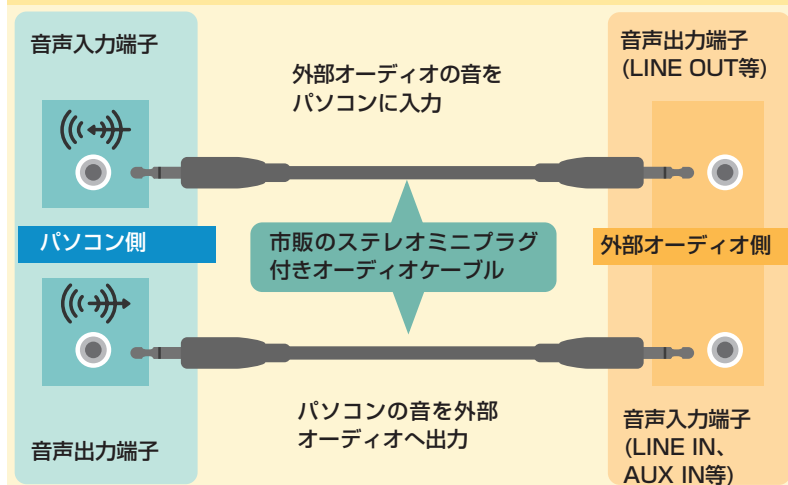 音声入力端子
外部オーディオの音を
パソコンに入力
音声出力端子
(LINE OUT等)
パソコン側
市販のステレオミニプラグ
付きオーディオケーブル
外部オーディオ側
音声出力端子
パソコンの音を外部
オーディオへ出力
音声入力端子
(LINE IN、
AUX IN等)